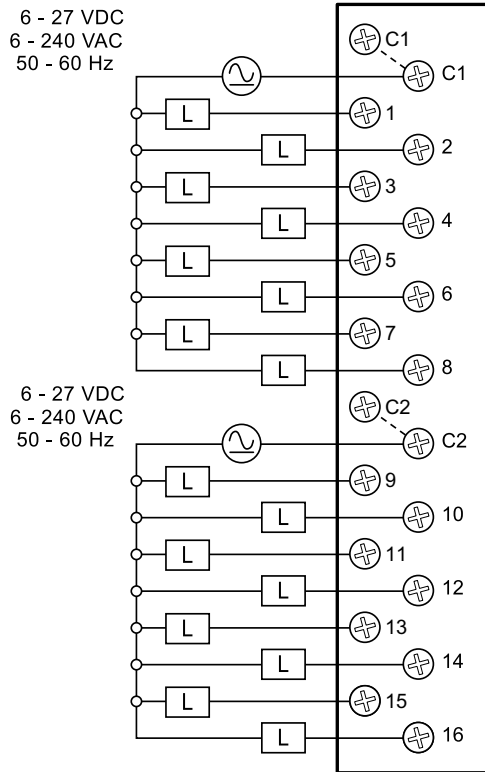 6 - 27 VDC
6 - 240 VAC
50 - 60 Hz
C1
C1
L 1
L 2
L 3
L 4
L 5
L 6
L 7
L 8
6 - 27 VDC
6 - 240 VAC
50 - 60 Hz
C2
C2
L 9
L 10
L 11
L 12
L 13
L 14
L 15
L 16